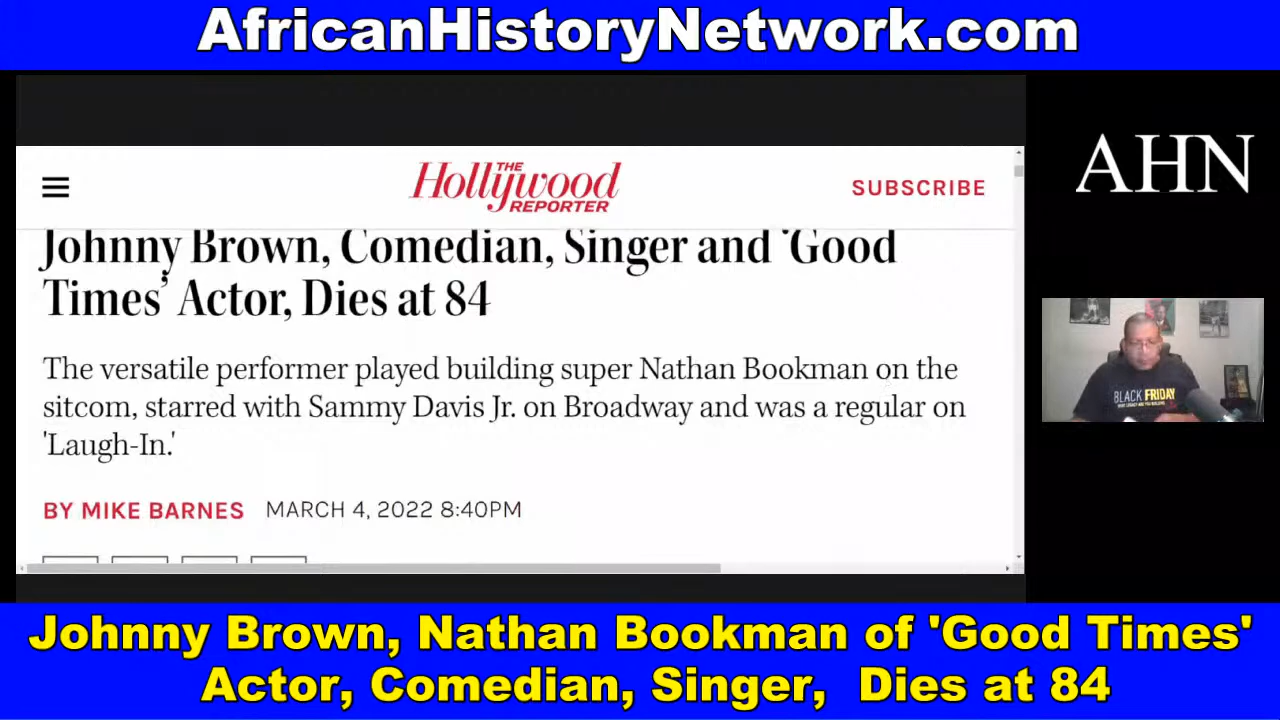 AfricanHistoryNetwork.com
AHN
THE
Hollywood
REPORTER
SUBSCRIBE
Johnny Brown, Comedian, Singer and 'Good
Times' Actor, Dies at 84
The versatile performer played building super Nathan Bookman on the
sitcom, starred with Sammy Davis Jr. on Broadway and was a regular on
'Laugh-In.'
BY MIKE BARNES MARCH 4, 2022 8:40PM
BLACK FRIDAY
Johnny Brown, Nathan Bookman of 'Good Times'
Actor, Comedian, Singer, Dies at 84